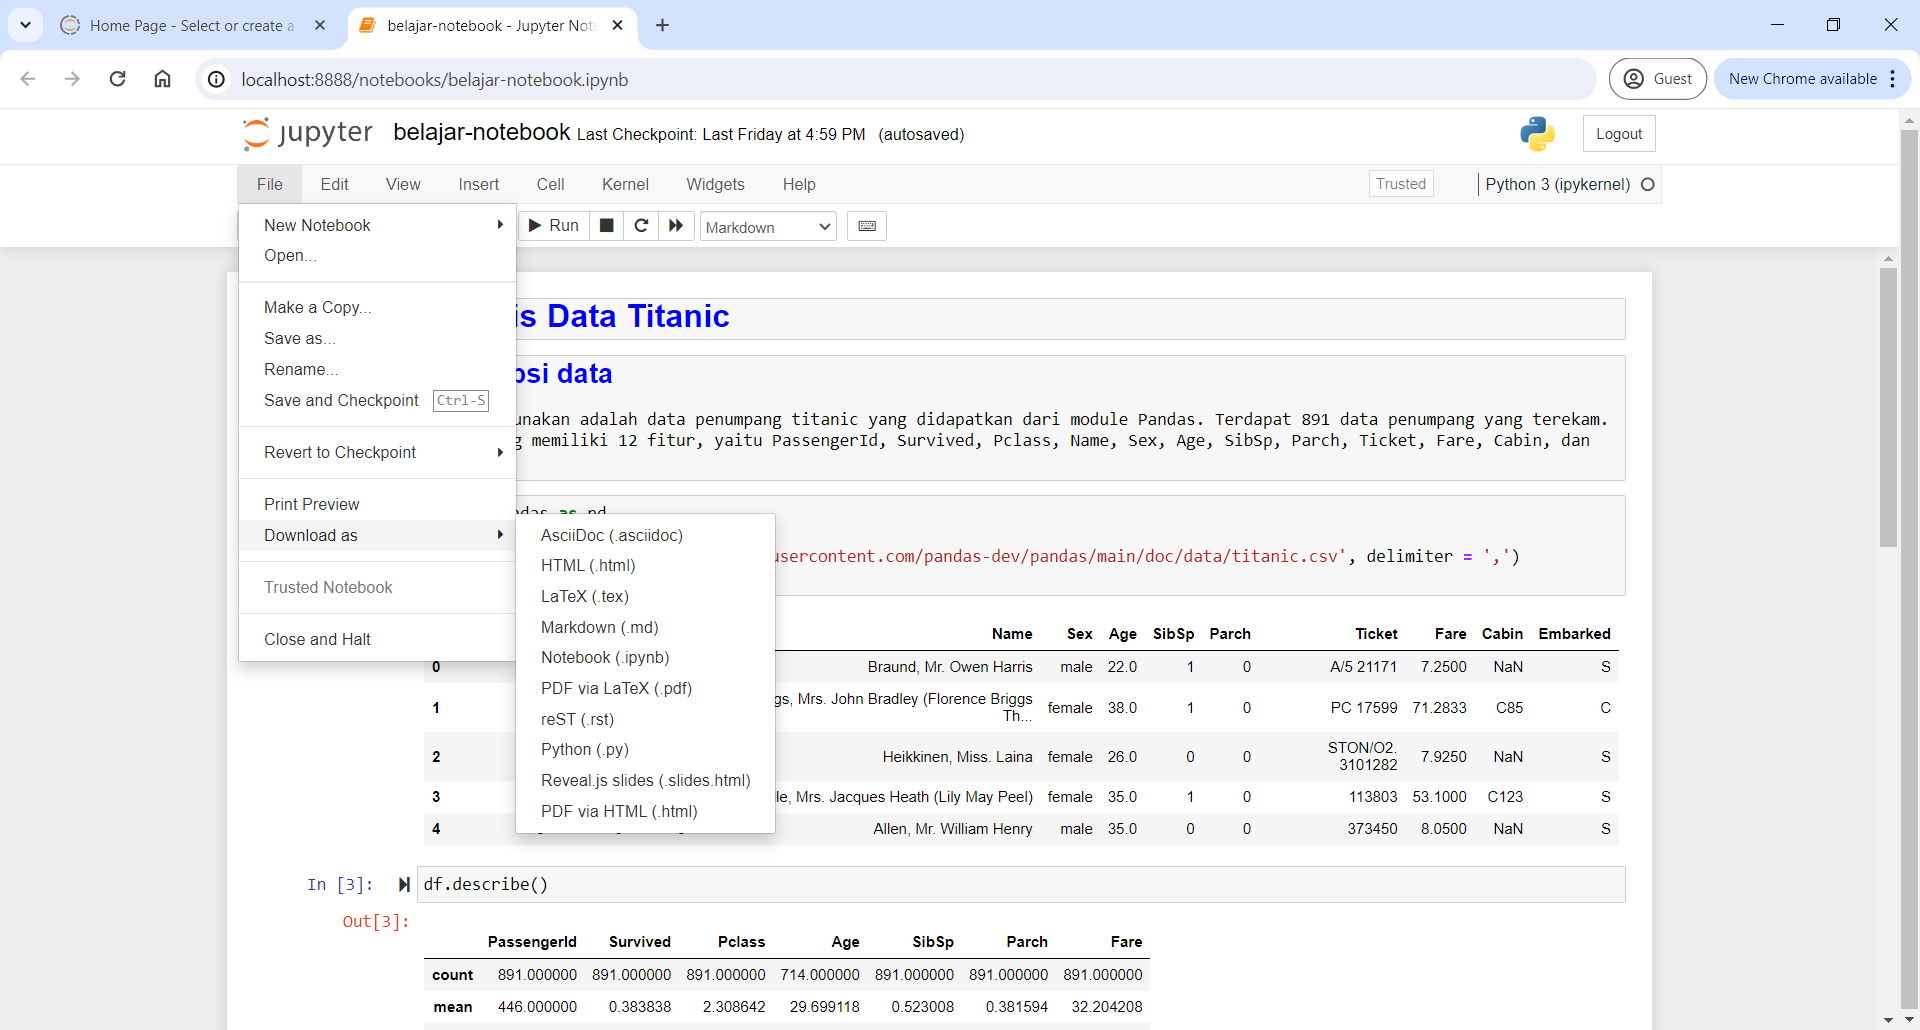 Home Page - Select or create a
belajar-notebook - Jupyter Not
localhost:8888/notebooks/belajar-notebook.ipynb
Guest
New Chrome available
jupyter
belajar-notebook Last Checkpoint: Last Friday at 4:59 PM (autosaved)
Logout
File Edit View Insert Cell Kernel Widgets Help
Trusted
Python 3 (ipykernel)
Run
Markdown
New Notebook
Open...
Make a Copy...
Save as...
Rename...
Save and Checkpoint Ctrl-S
Revert to Checkpoint
Print Preview
Download as
Trusted Notebook
Close and Halt
AsciiDoc (.asciidoc)
HTML (.html)
LaTeX (.tex)
Markdown (.md)
Notebook (.ipynb)
PDF via LaTeX (.pdf)
reST (.rst)
Python (.py)
Reveal.js slides (.slides.html)
PDF via HTML (.html)
is Data Titanic
psi data
unakan adalah data penumpang titanic yang didapatkan dari module Pandas. Terdapat 891 data penumpang yang terekam.
g memiliki 12 fitur, yaitu PassengerId, Survived, Pclass, Name, Sex, Age, SibSp, Parch, Ticket, Fare, Cabin, dan
ndas as pd
usercontent.com/pandas-dev/pandas/main/doc/data/titanic.csv', delimiter = ',')
Name Sex Age SibSp Parch Ticket Fare Cabin Embarked
0 Braund, Mr. Owen Harris male 22.0 1 0 A/5 21171 7.2500 NaN S
1 gs, Mrs. John Bradley (Florence Briggs Th... female 38.0 1 0 PC 17599 71.2833 C85 C
2 Heikkinen, Miss. Laina female 26.0 0 0 STON/O2. 3101282 7.9250 NaN S
3 le, Mrs. Jacques Heath (Lily May Peel) female 35.0 1 0 113803 53.1000 C123 S
4 Allen, Mr. William Henry male 35.0 0 0 373450 8.0500 NaN S
In [3]: df.describe()
Out[3]:
PassengerId Survived Pclass Age SibSp Parch Fare
count 891.000000 891.000000 891.000000 714.000000 891.000000 891.000000 891.000000
mean 446.000000 0.383838 2.308642 29.699118 0.523008 0.381594 32.204208